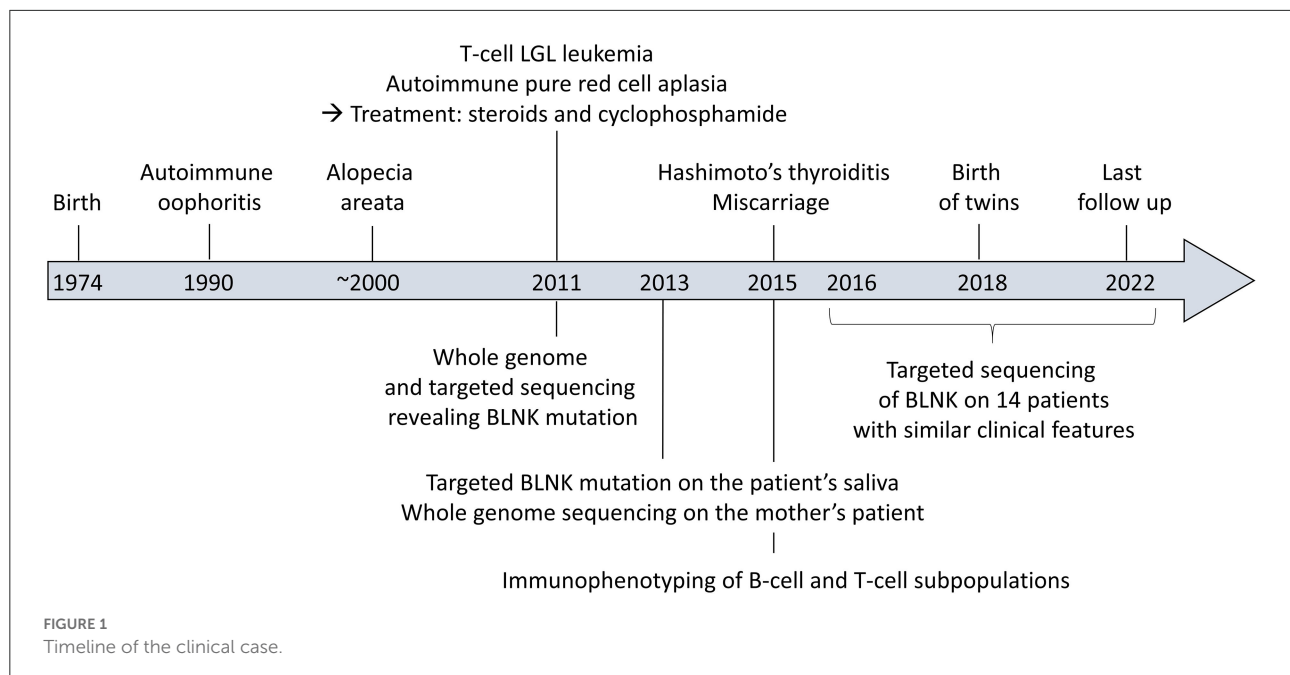 T-cell LGL leukemia
Autoimmune pure red cell aplasia
→ Treatment: steroids and cyclophosphamide
Birth
Autoimmune
oophoritis
Alopecia
areata
Hashimoto’s thyroiditis
Miscarriage
Birth
of twins
Last
follow up
1974 1990 ~2000 2011 2013 2015 2016 2018 2022
Whole genome
and targeted sequencing
revealing BLNK mutation
Targeted sequencing
of BLNK on 14 patients
with similar clinical features
Targeted BLNK mutation on the patient’s saliva
Whole genome sequencing on the mother’s patient
Immunophenotyping of B-cell and T-cell subpopulations
FIGURE 1
Timeline of the clinical case.